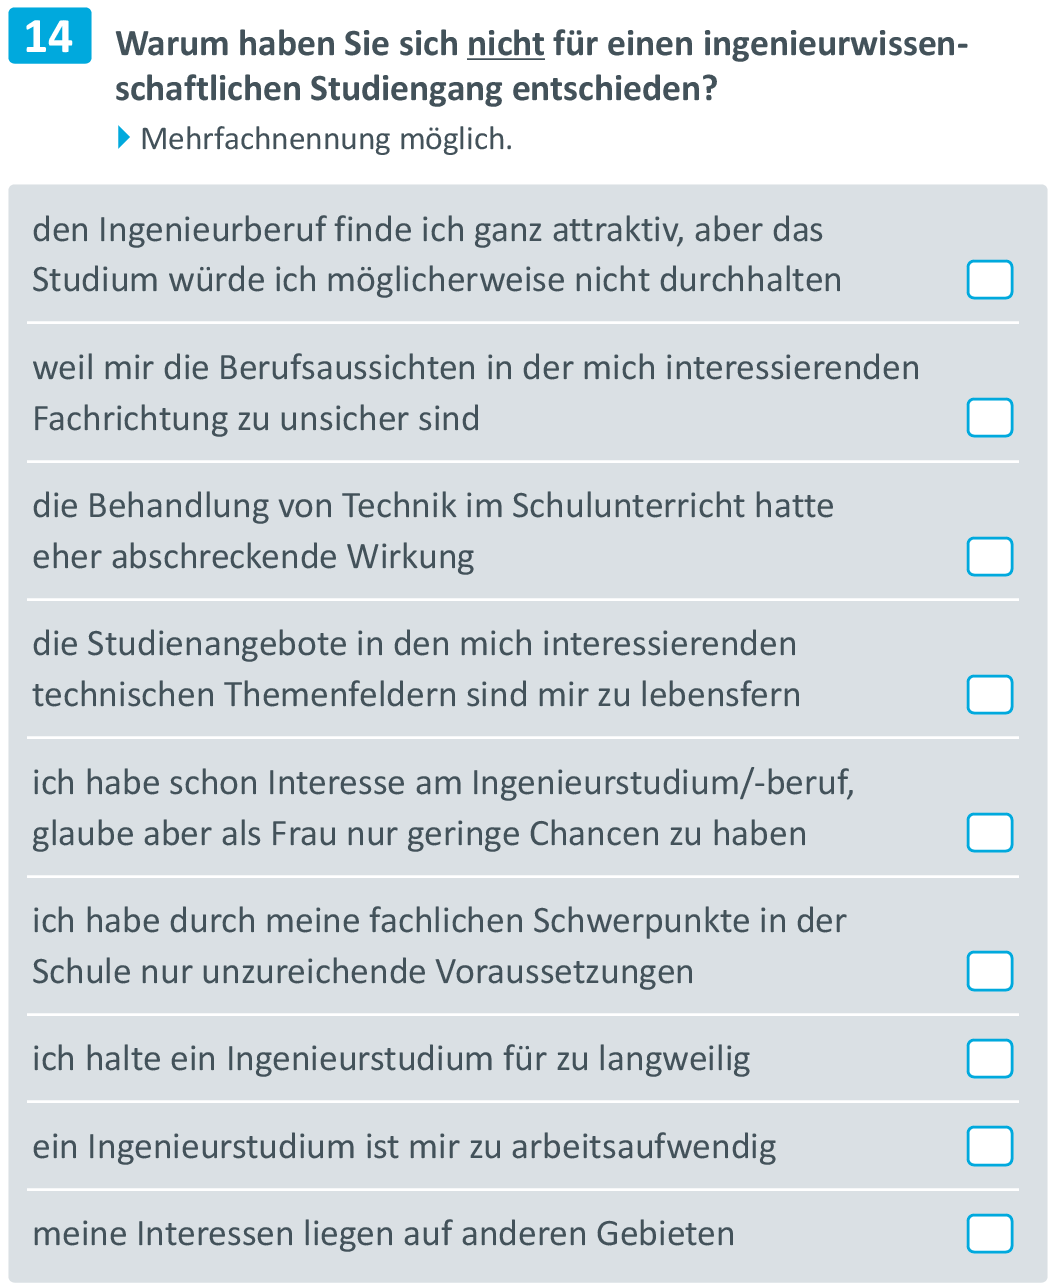 14
Warum haben Sie sich nicht für einen ingenieurwissen-
schaftlichen Studiengang entschieden?
Mehrfachnennung möglich.
den Ingenieurberuf finde ich ganz attraktiv, aber das
Studium würde ich möglicherweise nicht durchhalten
weil mir die Berufsaussichten in der mich interessierenden
Fachrichtung zu unsicher sind
die Behandlung von Technik im Schulunterricht hatte
eher abschreckende Wirkung
die Studienangebote in den mich interessierenden
technischen Themenfeldern sind mir zu lebensfern
ich habe schon Interesse am Ingenieurstudium/-beruf,
glaube aber als Frau nur geringe Chancen zu haben
ich habe durch meine fachlichen Schwerpunkte in der
Schule nur unzureichende Voraussetzungen
ich halte ein Ingenieurstudium für zu langweilig
ein Ingenieurstudium ist mir zu arbeitsaufwendig
meine Interessen liegen auf anderen Gebieten